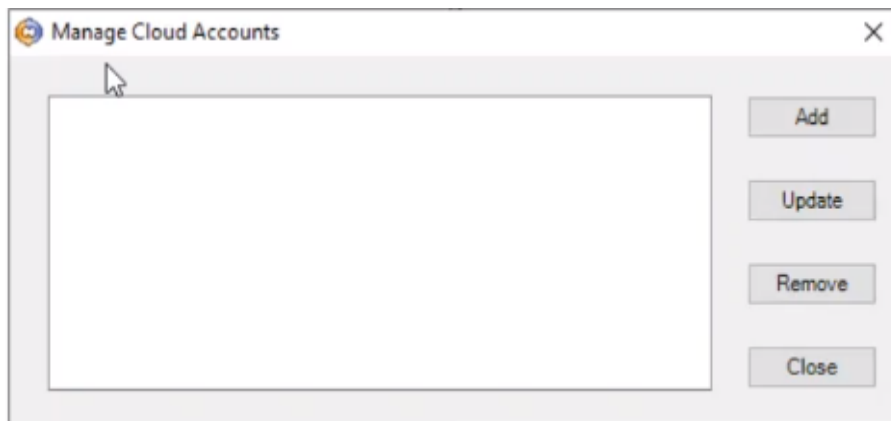 Manage Cloud Accounts
Add
Update
Remove
Close